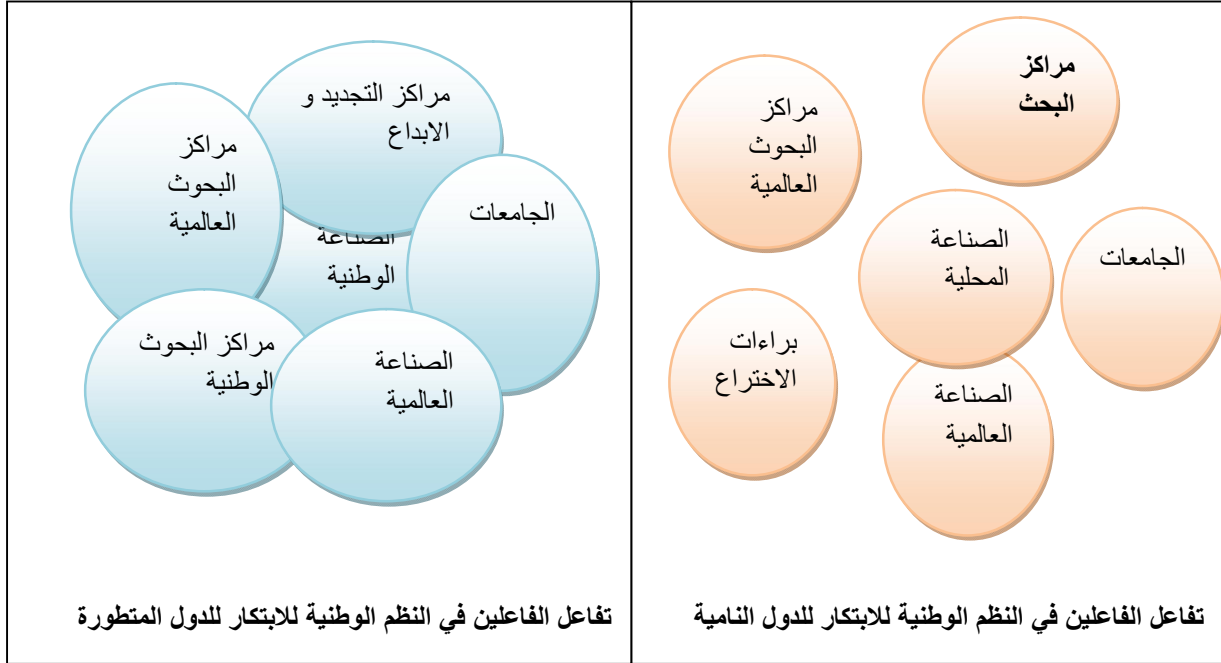 مراكز
البحث
مراكز
البحوث
العالمية
الصناعة
المحلية
الجامعات
براءات
الاختراع
الصناعة
العالمية
تفاعل الفاعلين في النظم الوطنية للابتكار للدول النامية
مراكز التجديد و
الابداع
مراكز
البحوث
العالمية
الجامعات
الصناعة
الوطنية
مراكز البحوث
الوطنية
الصناعة
العالمية
تفاعل الفاعلين في النظم الوطنية للابتكار للدول المتطورة